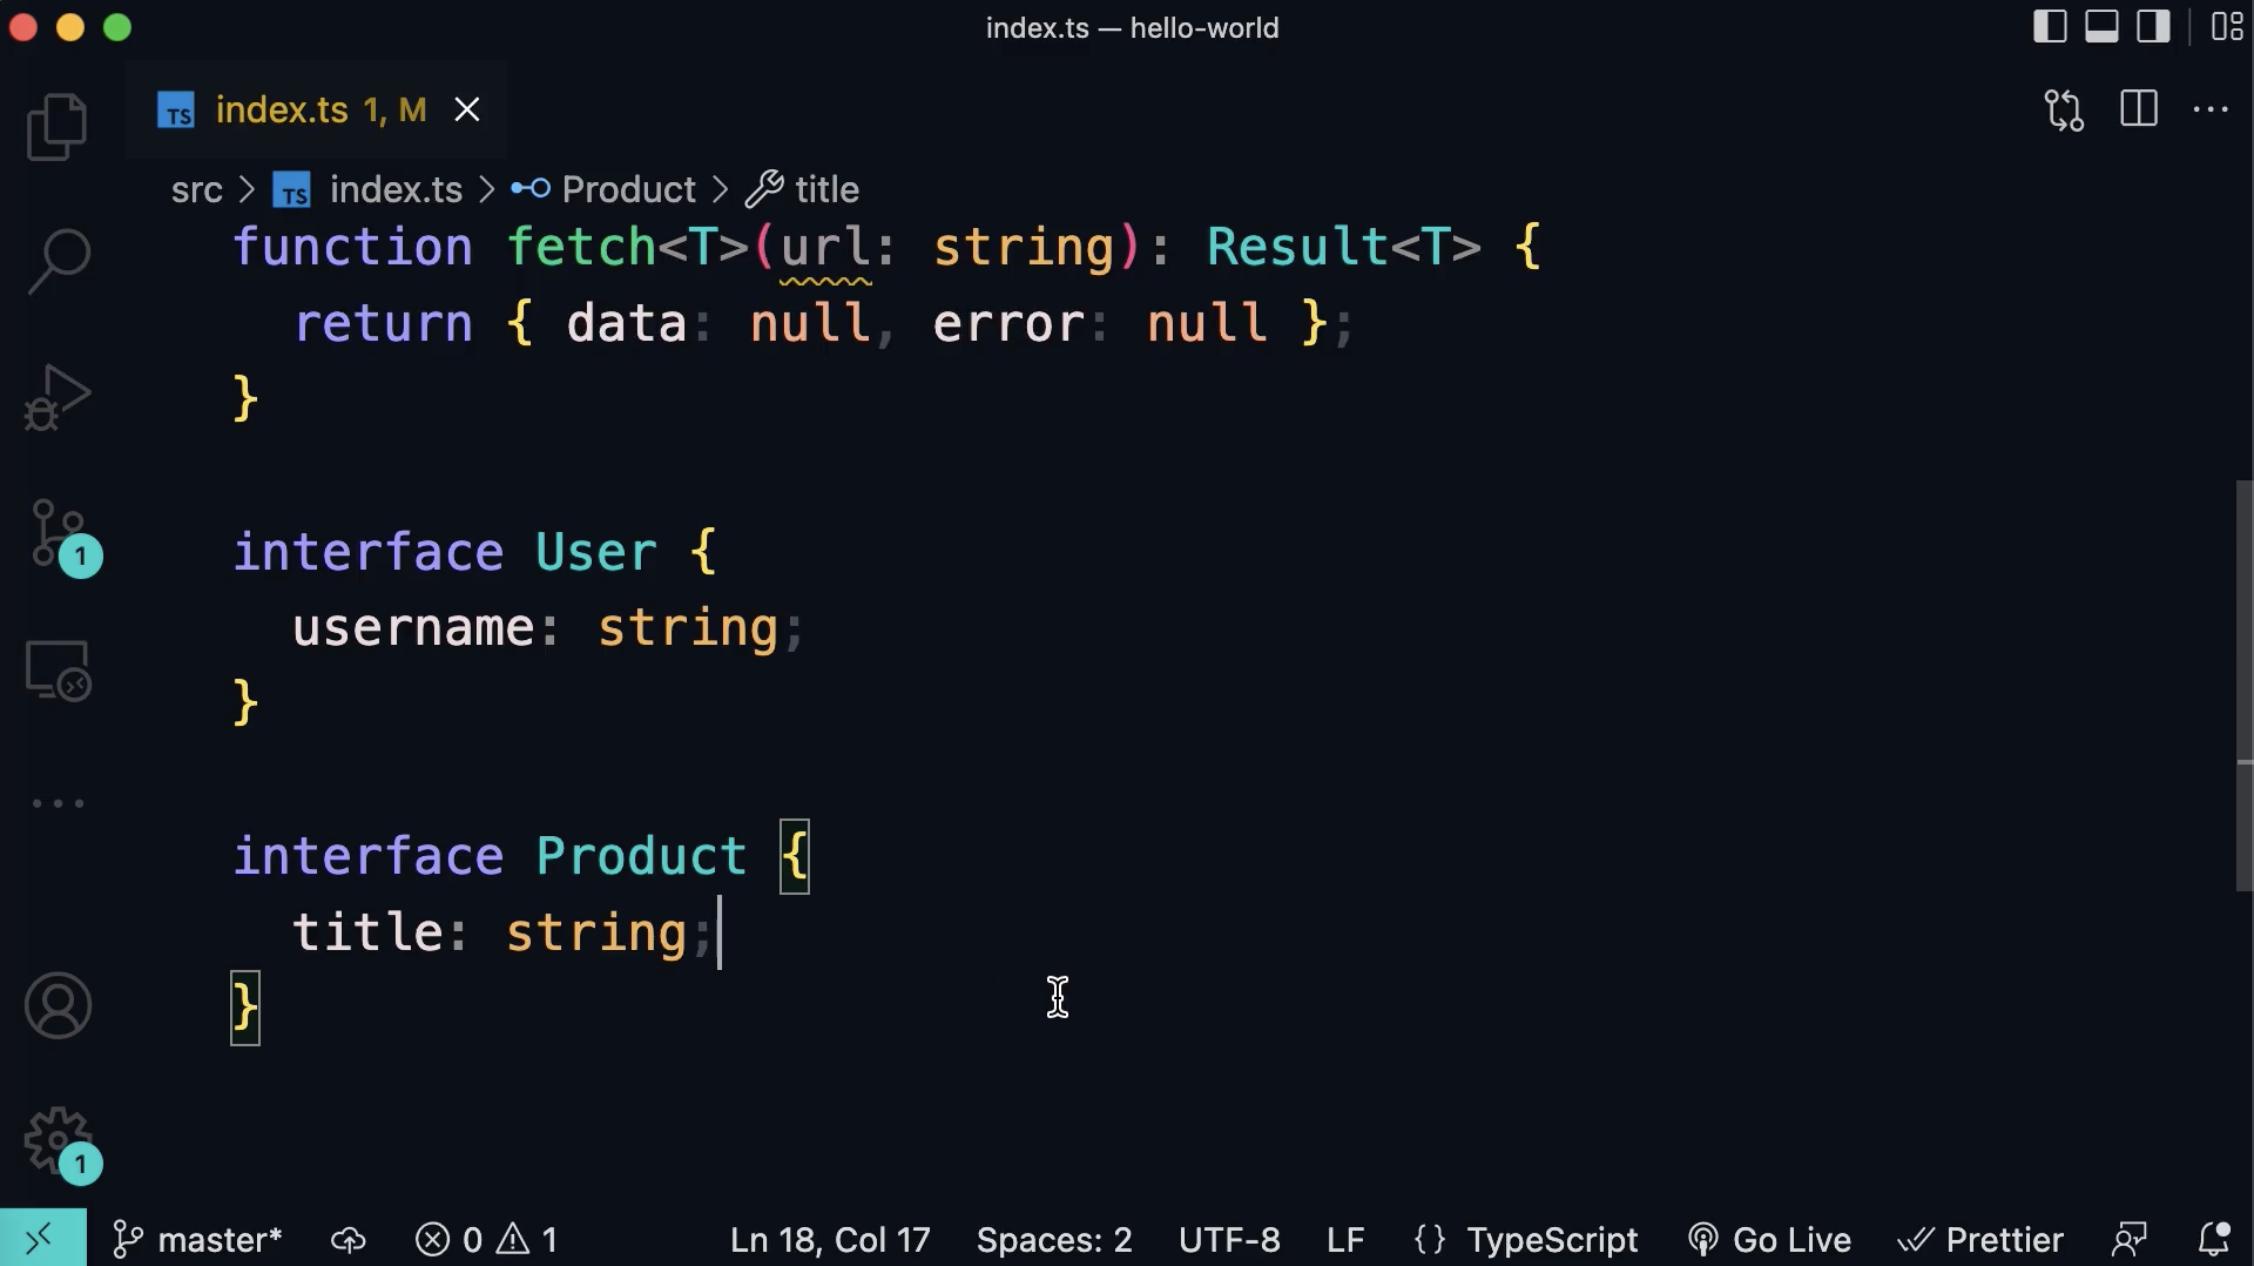 index.ts — hello-world
TS index.ts 1, M
src > TS index.ts > Product > title
function fetch<T>(url: string): Result<T> {
return { data: null, error: null };
}
interface User {
username: string;
}
interface Product {
title: string;
}
1
1
master* 0 1 Ln 18, Col 17 Spaces: 2 UTF-8 LF {} TypeScript Go Live Prettier